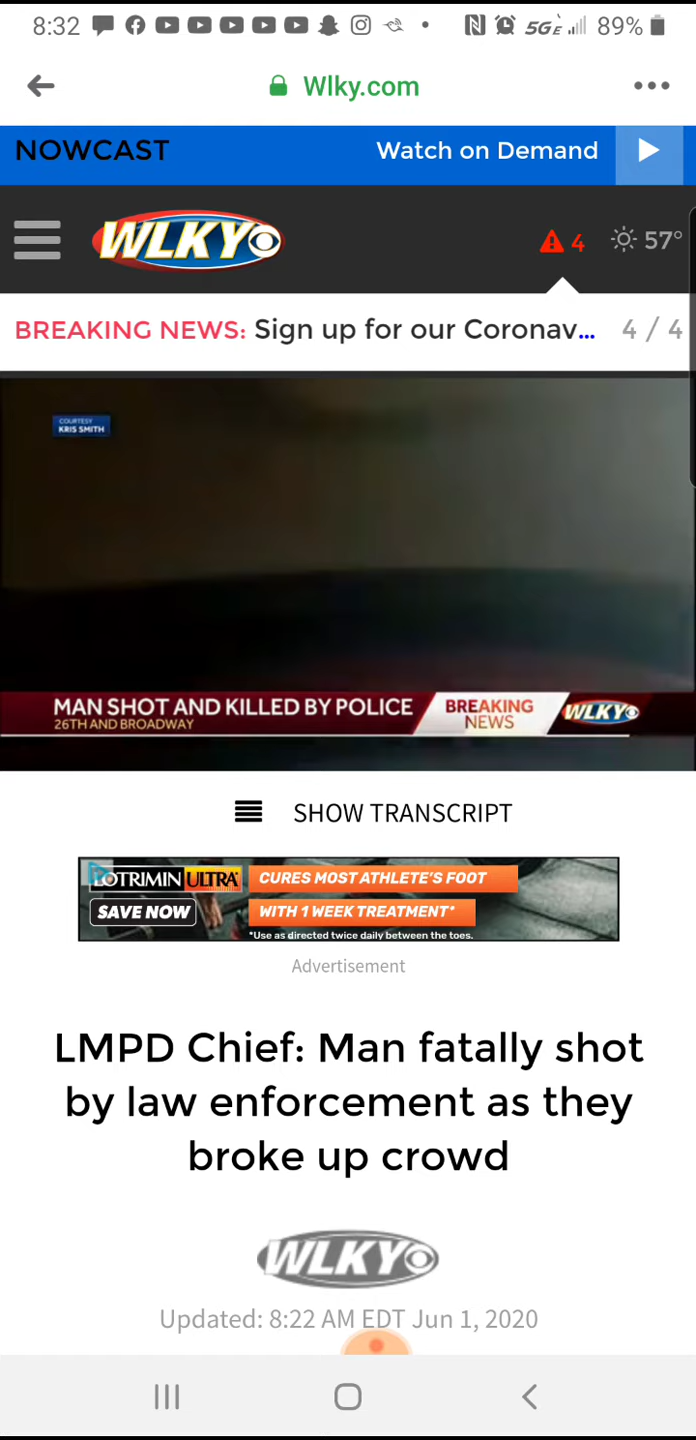 8:32 5GE 89%
Wlky.com
NOWCAST Watch on Demand
WLKY 4 57°
BREAKING NEWS: Sign up for our Coronav... 4 / 4
COURTESY
KRIS SMITH
MAN SHOT AND KILLED BY POLICE
26TH AND BROADWAY
BREAKING
NEWS
WLKY
SHOW TRANSCRIPT
LOTRIMIN ULTRA CURES MOST ATHLETE'S FOOT
SAVE NOW WITH 1 WEEK TREATMENT*
*Use as directed twice daily between the toes.
Advertisement
LMPD Chief: Man fatally shot
by law enforcement as they
broke up crowd
WLKY
Updated: 8:22 AM EDT Jun 1, 2020